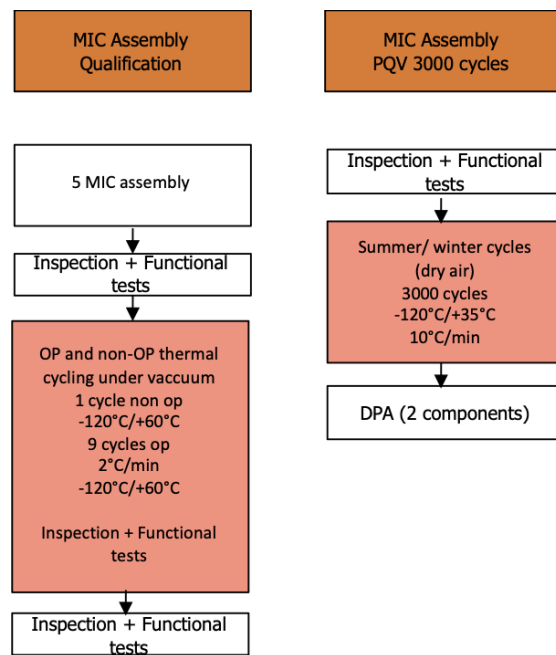 MIC Assembly
Qualification
5 MIC assembly
Inspection + Functional
tests
OP and non-OP thermal
cycling under vaccuum
1 cycle non op
-120°C/+60°C
9 cycles op
2°C/min
-120°C/+60°C
Inspection + Functional
tests
Inspection + Functional
tests
MIC Assembly
PQV 3000 cycles
Inspection + Functional
tests
Summer/ winter cycles
(dry air)
3000 cycles
-120°C/+35°C
10°C/min
DPA (2 components)